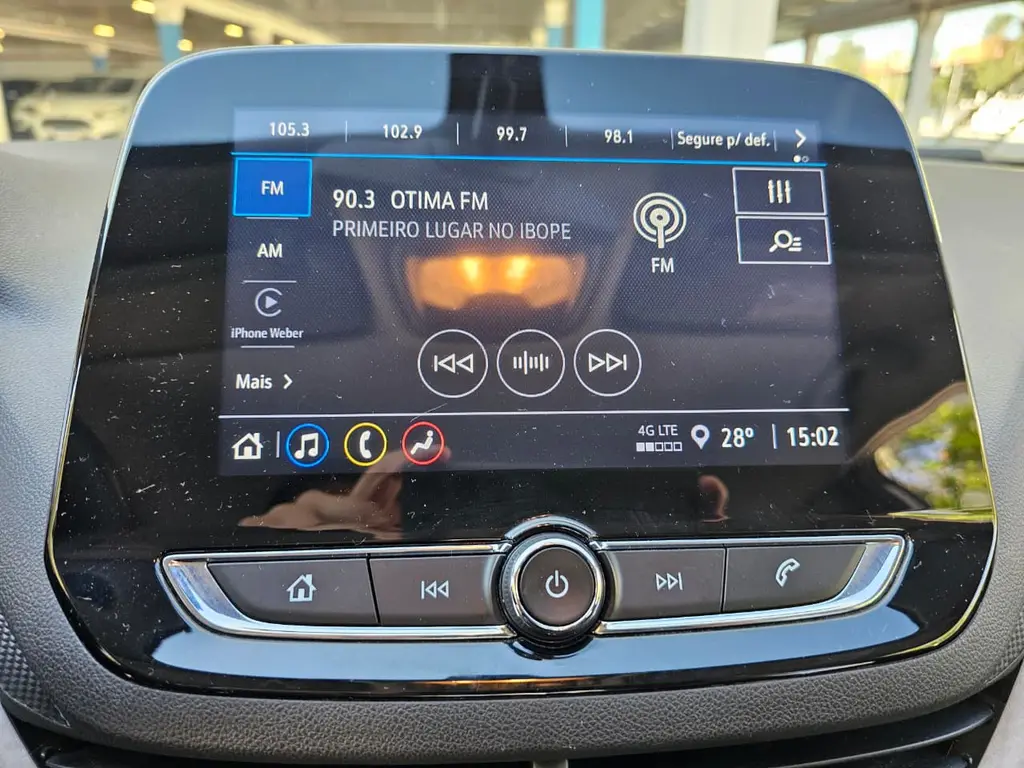 105.3 102.9 99.7 98.1 Segure p/ def.
FM
90.3 OTIMA FM
PRIMEIRO LUGAR NO IBOPE
FM
AM
iPhone Weber
Mais
4G LTE
28º 15:02